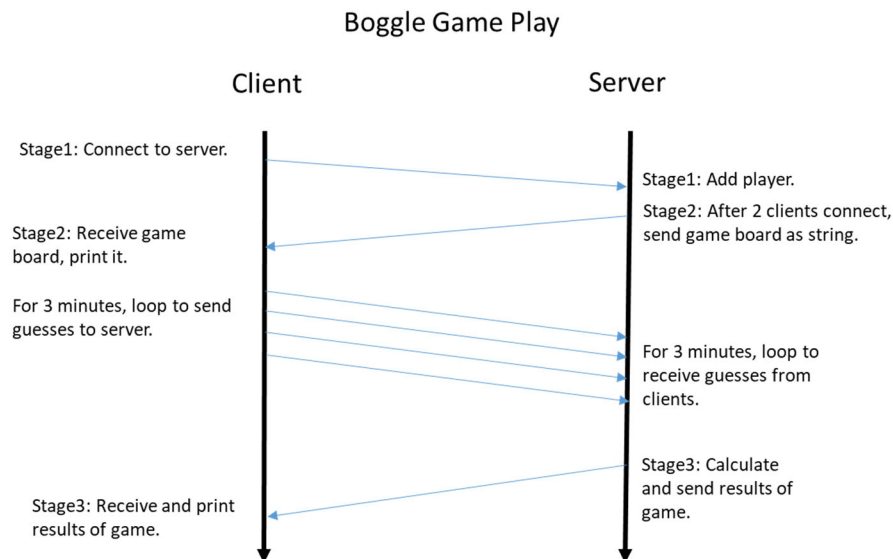 Boggle Game Play
Client
Server
Stage1: Connect to server.
Stage1: Add player.
Stage2: After 2 clients connect,
send game board as string.
Stage2: Receive game
board, print it.
For 3 minutes, loop to send
guesses to server.
For 3 minutes, loop to
receive guesses from
clients.
Stage3: Calculate
and send results of
game.
Stage3: Receive and print
results of game.